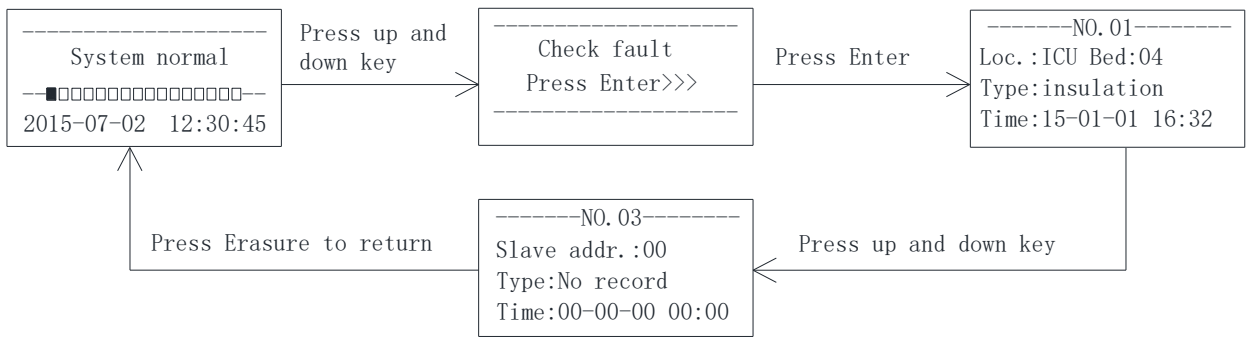 System normal
2015-07-02 12:30:45
Press up and
down key
Check fault
Press Enter>>>
Press Enter
-------NO.01--------
Loc.:ICU Bed:04
Type:insulation
Time:15-01-01 16:32
Press up and down key
-------NO.03--------
Slave addr.:00
Type:No record
Time:00-00-00 00:00
Press Erasure to return